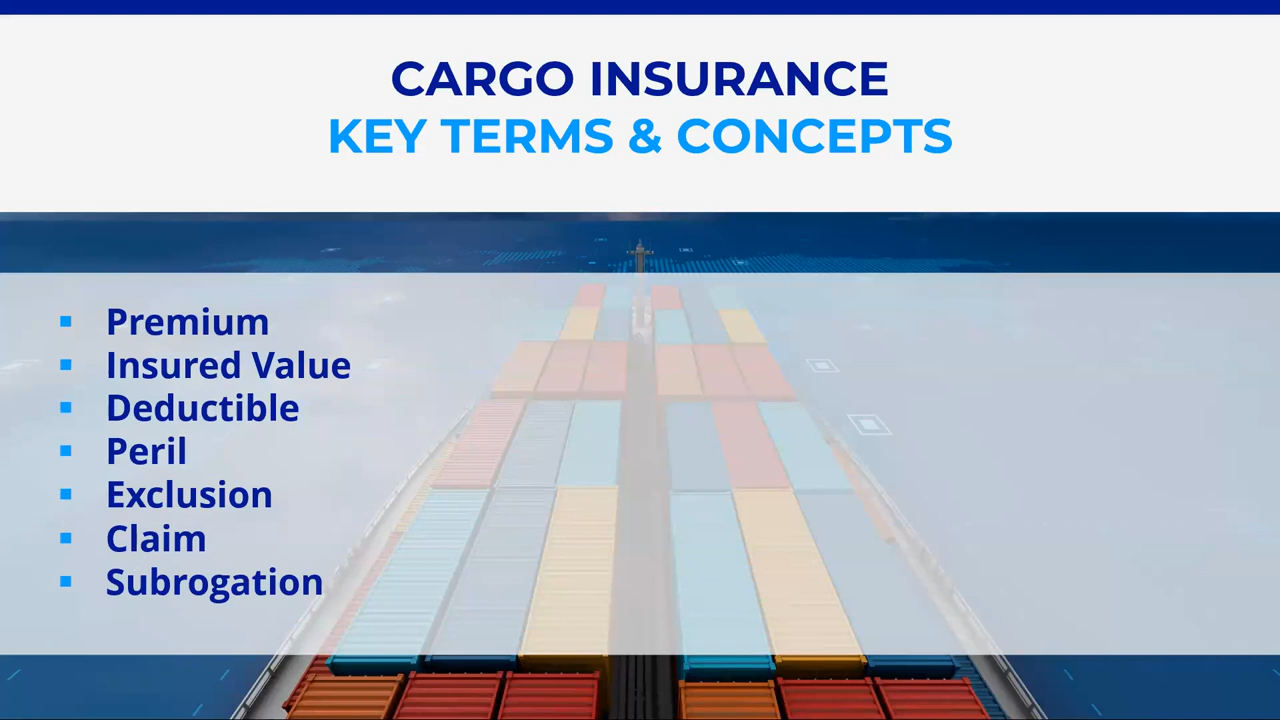 CARGO INSURANCE
KEY TERMS & CONCEPTS
Premium
Insured Value
Deductible
Peril
Exclusion
Claim
Subrogation